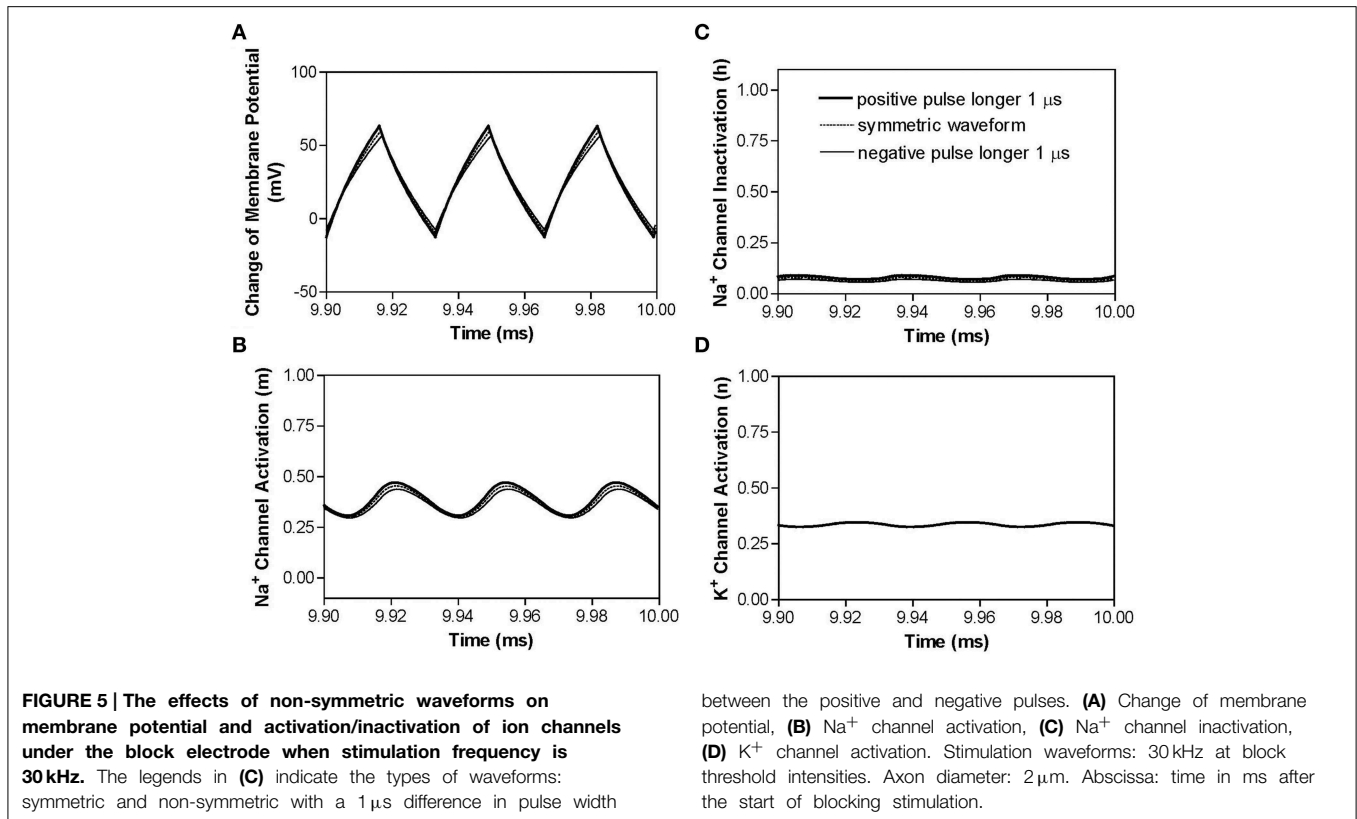 A
Change of Membrane Potential
(mV)
100
50
0
-50
9.90 9.92 9.94 9.96 9.98 10.00
Time (ms)
B
Na+ Channel Activation (m)
1.00
0.75
0.50
0.25
0.00
9.90 9.92 9.94 9.96 9.98 10.00
Time (ms)
C
Na+ Channel Inactivation (h)
1.00
0.75
0.50
0.25
0.00
positive pulse longer 1 μs
symmetric waveform
negative pulse longer 1 μs
9.90 9.92 9.94 9.96 9.98 10.00
Time (ms)
D
K+ Channel Activation (n)
1.00
0.75
0.50
0.25
0.00
9.90 9.92 9.94 9.96 9.98 10.00
Time (ms)
FIGURE 5 | The effects of non-symmetric waveforms on
membrane potential and activation/inactivation of ion channels
under the block electrode when stimulation frequency is
30 kHz. The legends in (C) indicate the types of waveforms:
symmetric and non-symmetric with a 1 μs difference in pulse width
between the positive and negative pulses. (A) Change of membrane
potential, (B) Na+ channel activation, (C) Na+ channel inactivation,
(D) K+ channel activation. Stimulation waveforms: 30 kHz at block
threshold intensities. Axon diameter: 2 μm. Abscissa: time in ms after
the start of blocking stimulation.